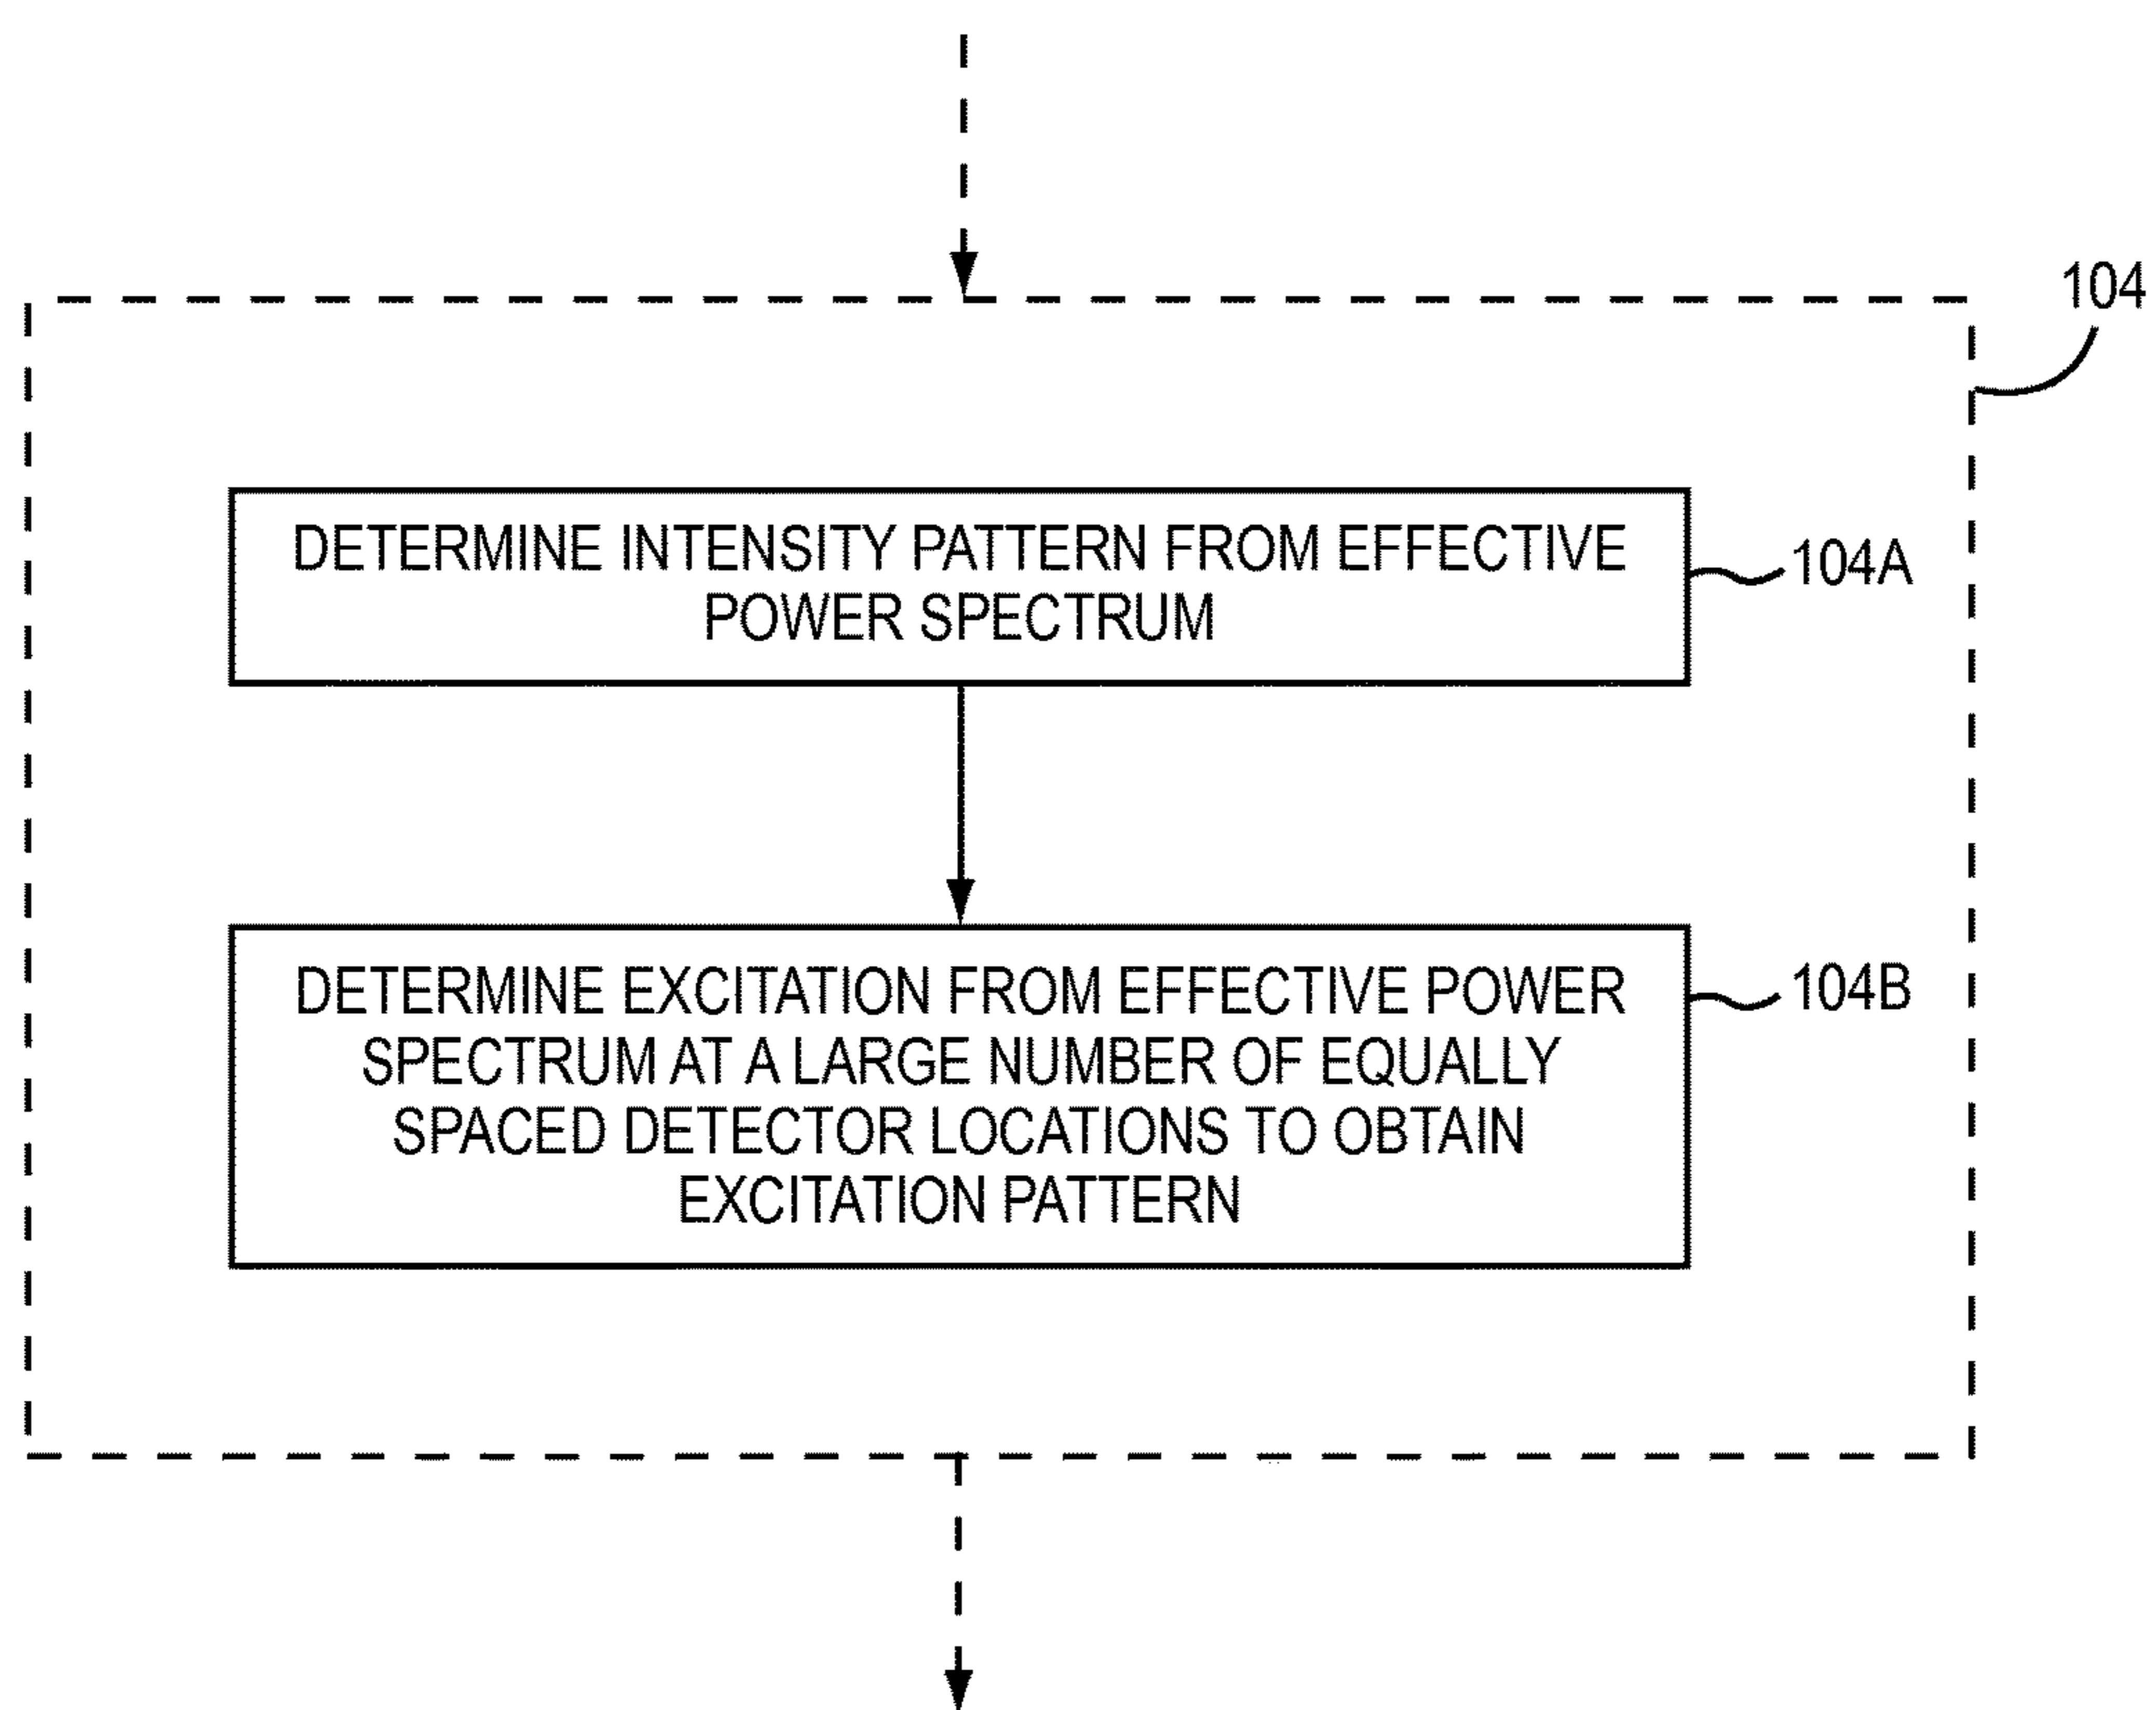 104
DETERMINE INTENSITY PATTERN FROM EFFECTIVE
POWER SPECTRUM
104A
DETERMINE EXCITATION FROM EFFECTIVE POWER
SPECTRUM AT A LARGE NUMBER OF EQUALLY
SPACED DETECTOR LOCATIONS TO OBTAIN
EXCITATION PATTERN
104B